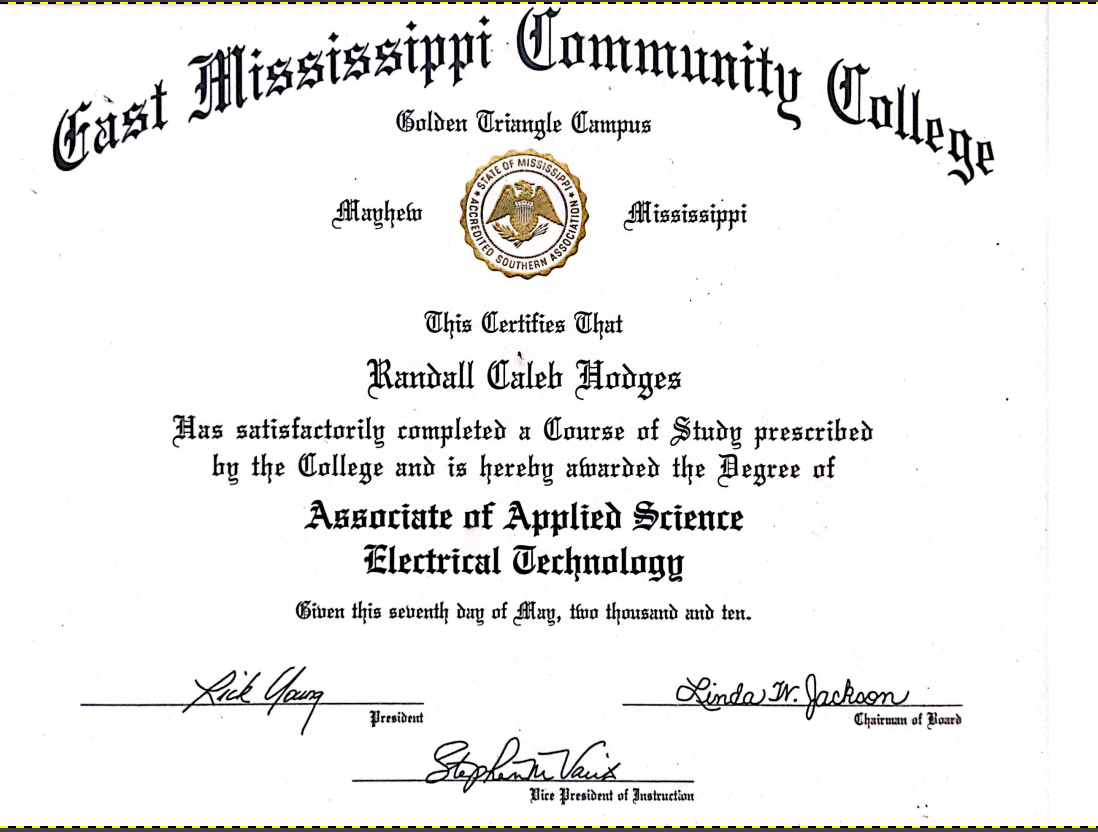 East Mississippi Community College
Golden Triangle Campus
Mayhew Mississippi
STATE OF MISSISSIPPI
ACCREDITED SOUTHERN ASSOCIATION
This Certifies That
Randall Caleb Hodges
Has satisfactorily completed a Course of Study prescribed
by the College and is hereby awarded the Degree of
Associate of Applied Science
Electrical Technology
Given this seventh day of May, two thousand and ten.
Rick Young
President
Linda W. Jackson
Chairman of Board
Vice President of Instruction